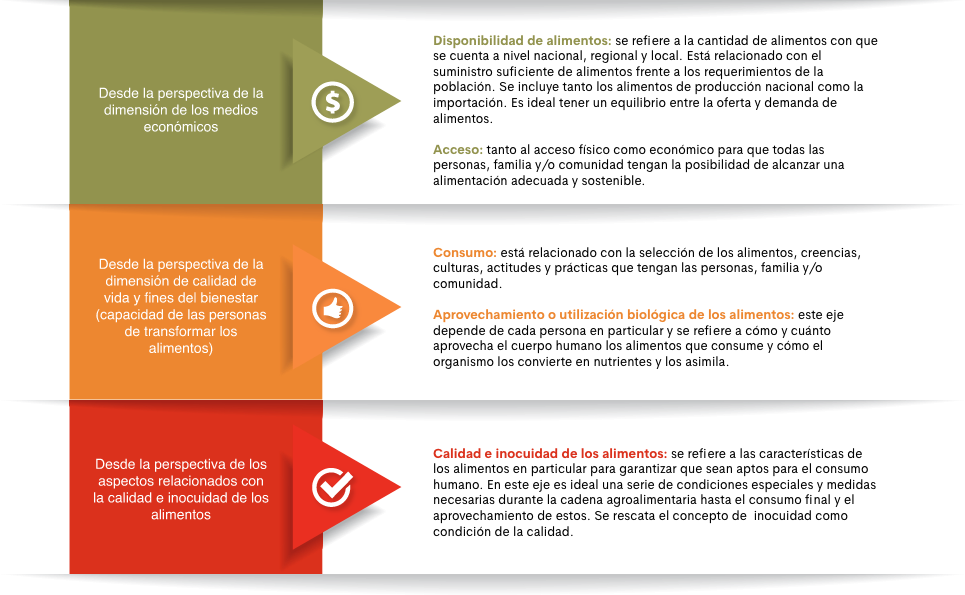 Desde la perspectiva de la
dimensión de los medios
económicos
Disponibilidad de alimentos: se refiere a la cantidad de alimentos con que
se cuenta a nivel nacional, regional y local. Está relacionado con el
suministro suficiente de alimentos frente a los requerimientos de la
población. Se incluye tanto los alimentos de producción nacional como la
importación. Es ideal tener un equilibrio entre la oferta y demanda de
alimentos.
Acceso: tanto al acceso físico como económico para que todas las
personas, familia y/o comunidad tengan la posibilidad de alcanzar una
alimentación adecuada y sostenible.
Desde la perspectiva de la
dimensión de calidad de
vida y fines del bienestar
(capacidad de las personas
de transformar los
alimentos)
Consumo: está relacionado con la selección de los alimentos, creencias,
culturas, actitudes y prácticas que tengan las personas, familia y/o
comunidad.
Aprovechamiento o utilización biológica de los alimentos: este eje
depende de cada persona en particular y se refiere a cómo y cuánto
aprovecha el cuerpo humano los alimentos que consume y cómo el
organismo los convierte en nutrientes y los asimila.
Desde la perspectiva de los
aspectos relacionados con
la calidad e inocuidad de los
alimentos
Calidad e inocuidad de los alimentos: se refiere a las características de
los alimentos en particular para garantizar que sean aptos para el consumo
humano. En este eje es ideal una serie de condiciones especiales y medidas
necesarias durante la cadena agroalimentaria hasta el consumo final y el
aprovechamiento de estos. Se rescata el concepto de  inocuidad como
condición de la calidad.